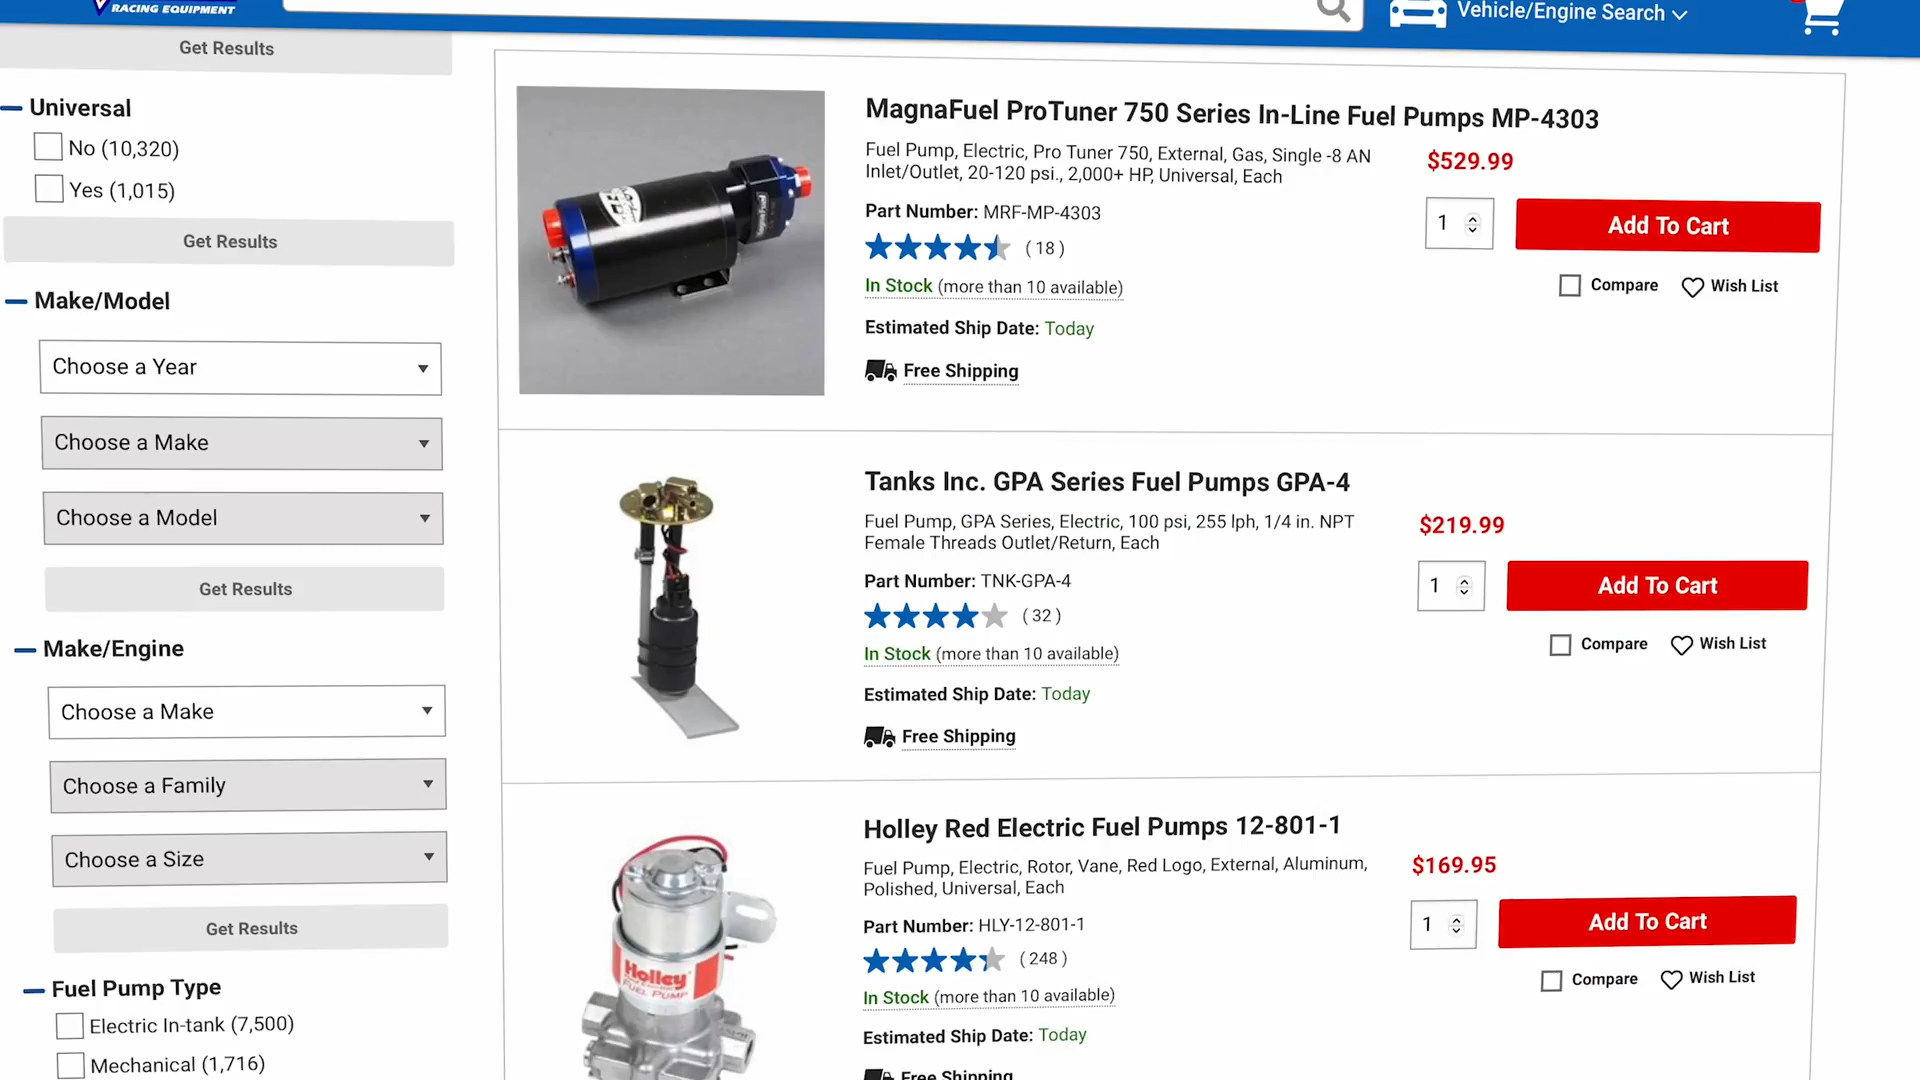 RACING EQUIPMENT
Vehicle/Engine Search
Get Results
Universal
No (10,320)
Yes (1,015)
Get Results
Make/Model
Choose a Year
Choose a Make
Choose a Model
Get Results
Make/Engine
Choose a Make
Choose a Family
Choose a Size
Get Results
Fuel Pump Type
Electric In-tank (7,500)
Mechanical (1,716)
MagnaFuel ProTuner 750 Series In-Line Fuel Pumps MP-4303
Fuel Pump, Electric, Pro Tuner 750, External, Gas, Single -8 AN
Inlet/Outlet, 20-120 psi., 2,000+ HP, Universal, Each
$529.99
Part Number: MRF-MP-4303
(18)
1
Add To Cart
In Stock (more than 10 available)
Compare
Wish List
Estimated Ship Date: Today
Free Shipping
MagnaFuel
Tanks Inc. GPA Series Fuel Pumps GPA-4
Fuel Pump, GPA Series, Electric, 100 psi, 255 lph, 1/4 in. NPT
Female Threads Outlet/Return, Each
$219.99
Part Number: TNK-GPA-4
(32)
1
Add To Cart
In Stock (more than 10 available)
Compare
Wish List
Estimated Ship Date: Today
Free Shipping
Holley Red Electric Fuel Pumps 12-801-1
Fuel Pump, Electric, Rotor, Vane, Red Logo, External, Aluminum,
Polished, Universal, Each
$169.95
Part Number: HLY-12-801-1
(248)
1
Add To Cart
In Stock (more than 10 available)
Compare
Wish List
Estimated Ship Date: Today
Free Shipping
Holley
FUEL PUMP